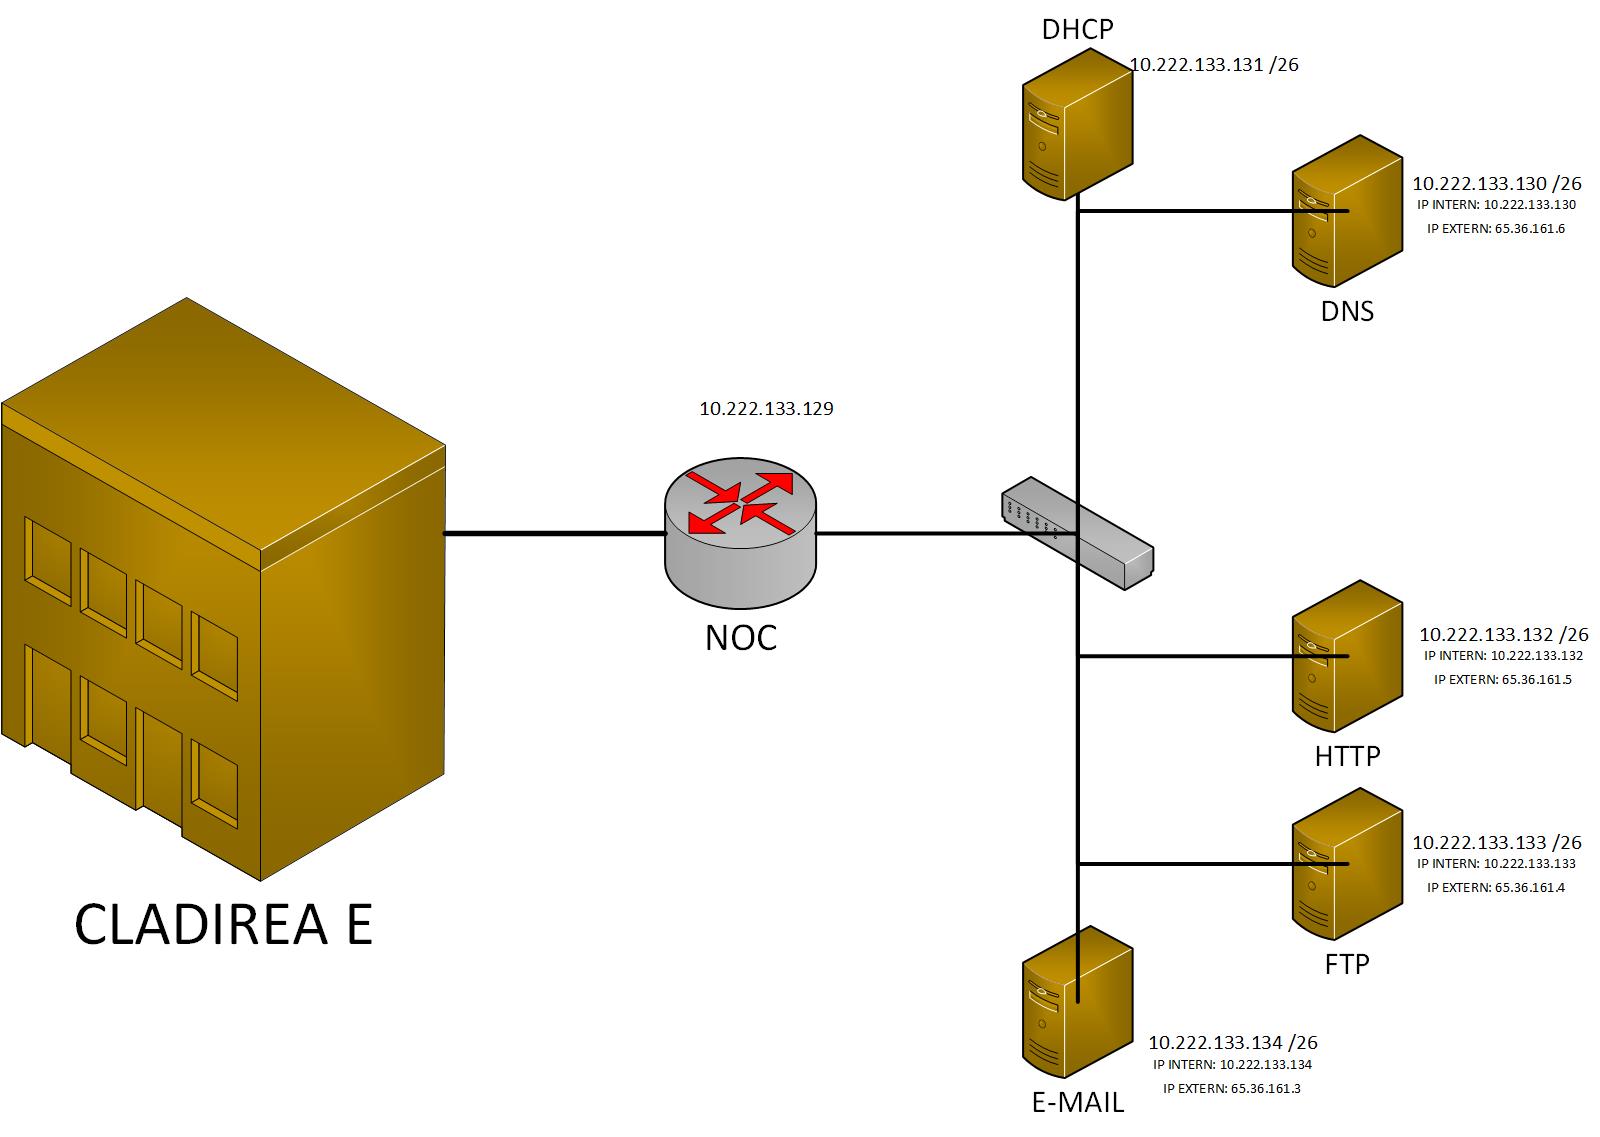 DHCP
10.222.133.131 /26
10.222.133.130 /26
IP INTERN: 10.222.133.130
IP EXTERN: 65.36.161.6
DNS
10.222.133.129
NOC
10.222.133.132 /26
IP INTERN: 10.222.133.132
IP EXTERN: 65.36.161.5
HTTP
10.222.133.133 /26
IP INTERN: 10.222.133.133
IP EXTERN: 65.36.161.4
FTP
CLADIREA E
10.222.133.134 /26
IP INTERN: 10.222.133.134
IP EXTERN: 65.36.161.3
E-MAIL